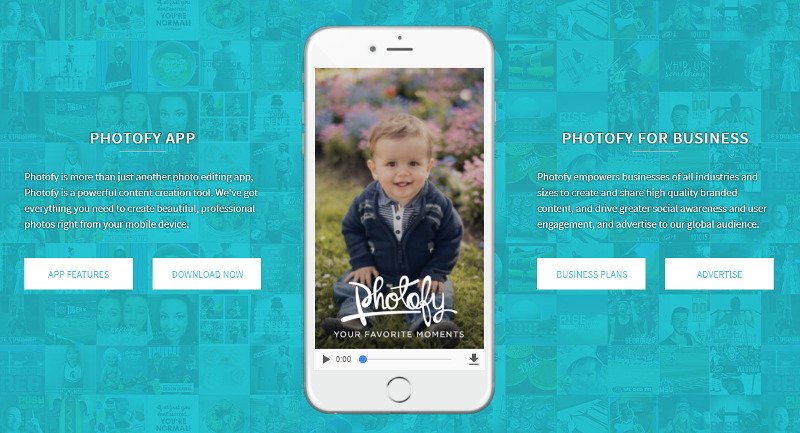 PHOTOFY APP
Photofy is more than just another photo editing app,
Photofy is a powerful content creation tool. We've got
everything you need to create beautiful, professional
photos right from your mobile device.
APP FEATURES
DOWNLOAD NOW
photofy
YOUR FAVORITE MOMENTS
0:00
PHOTOFY FOR BUSINESS
Photofy empowers businesses of all industries and
sizes to create and share high quality branded
content, and drive greater social awareness and user
engagement, and advertise to our global audience.
BUSINESS PLANS
ADVERTISE